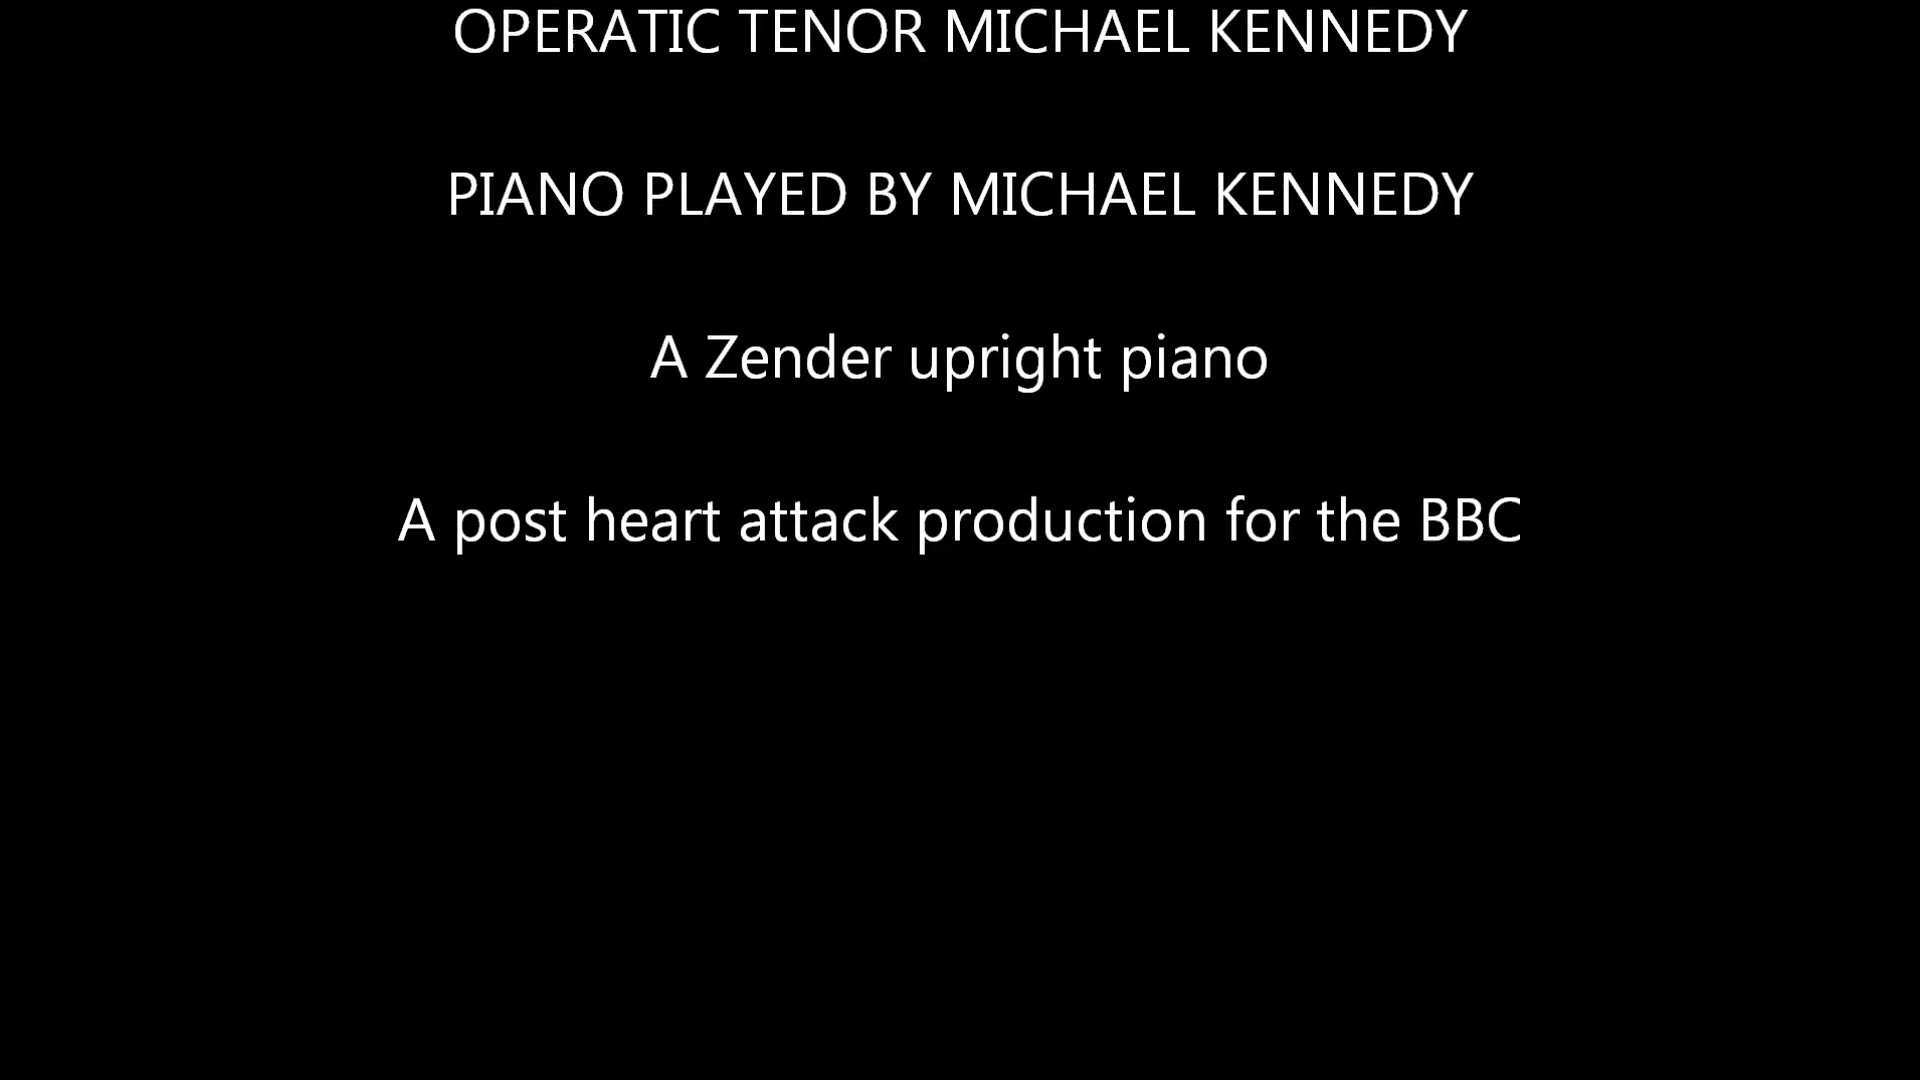 OPERATIC TENOR MICHAEL KENNEDY
PIANO PLAYED BY MICHAEL KENNEDY
A Zender upright piano
A post heart attack production for the BBC